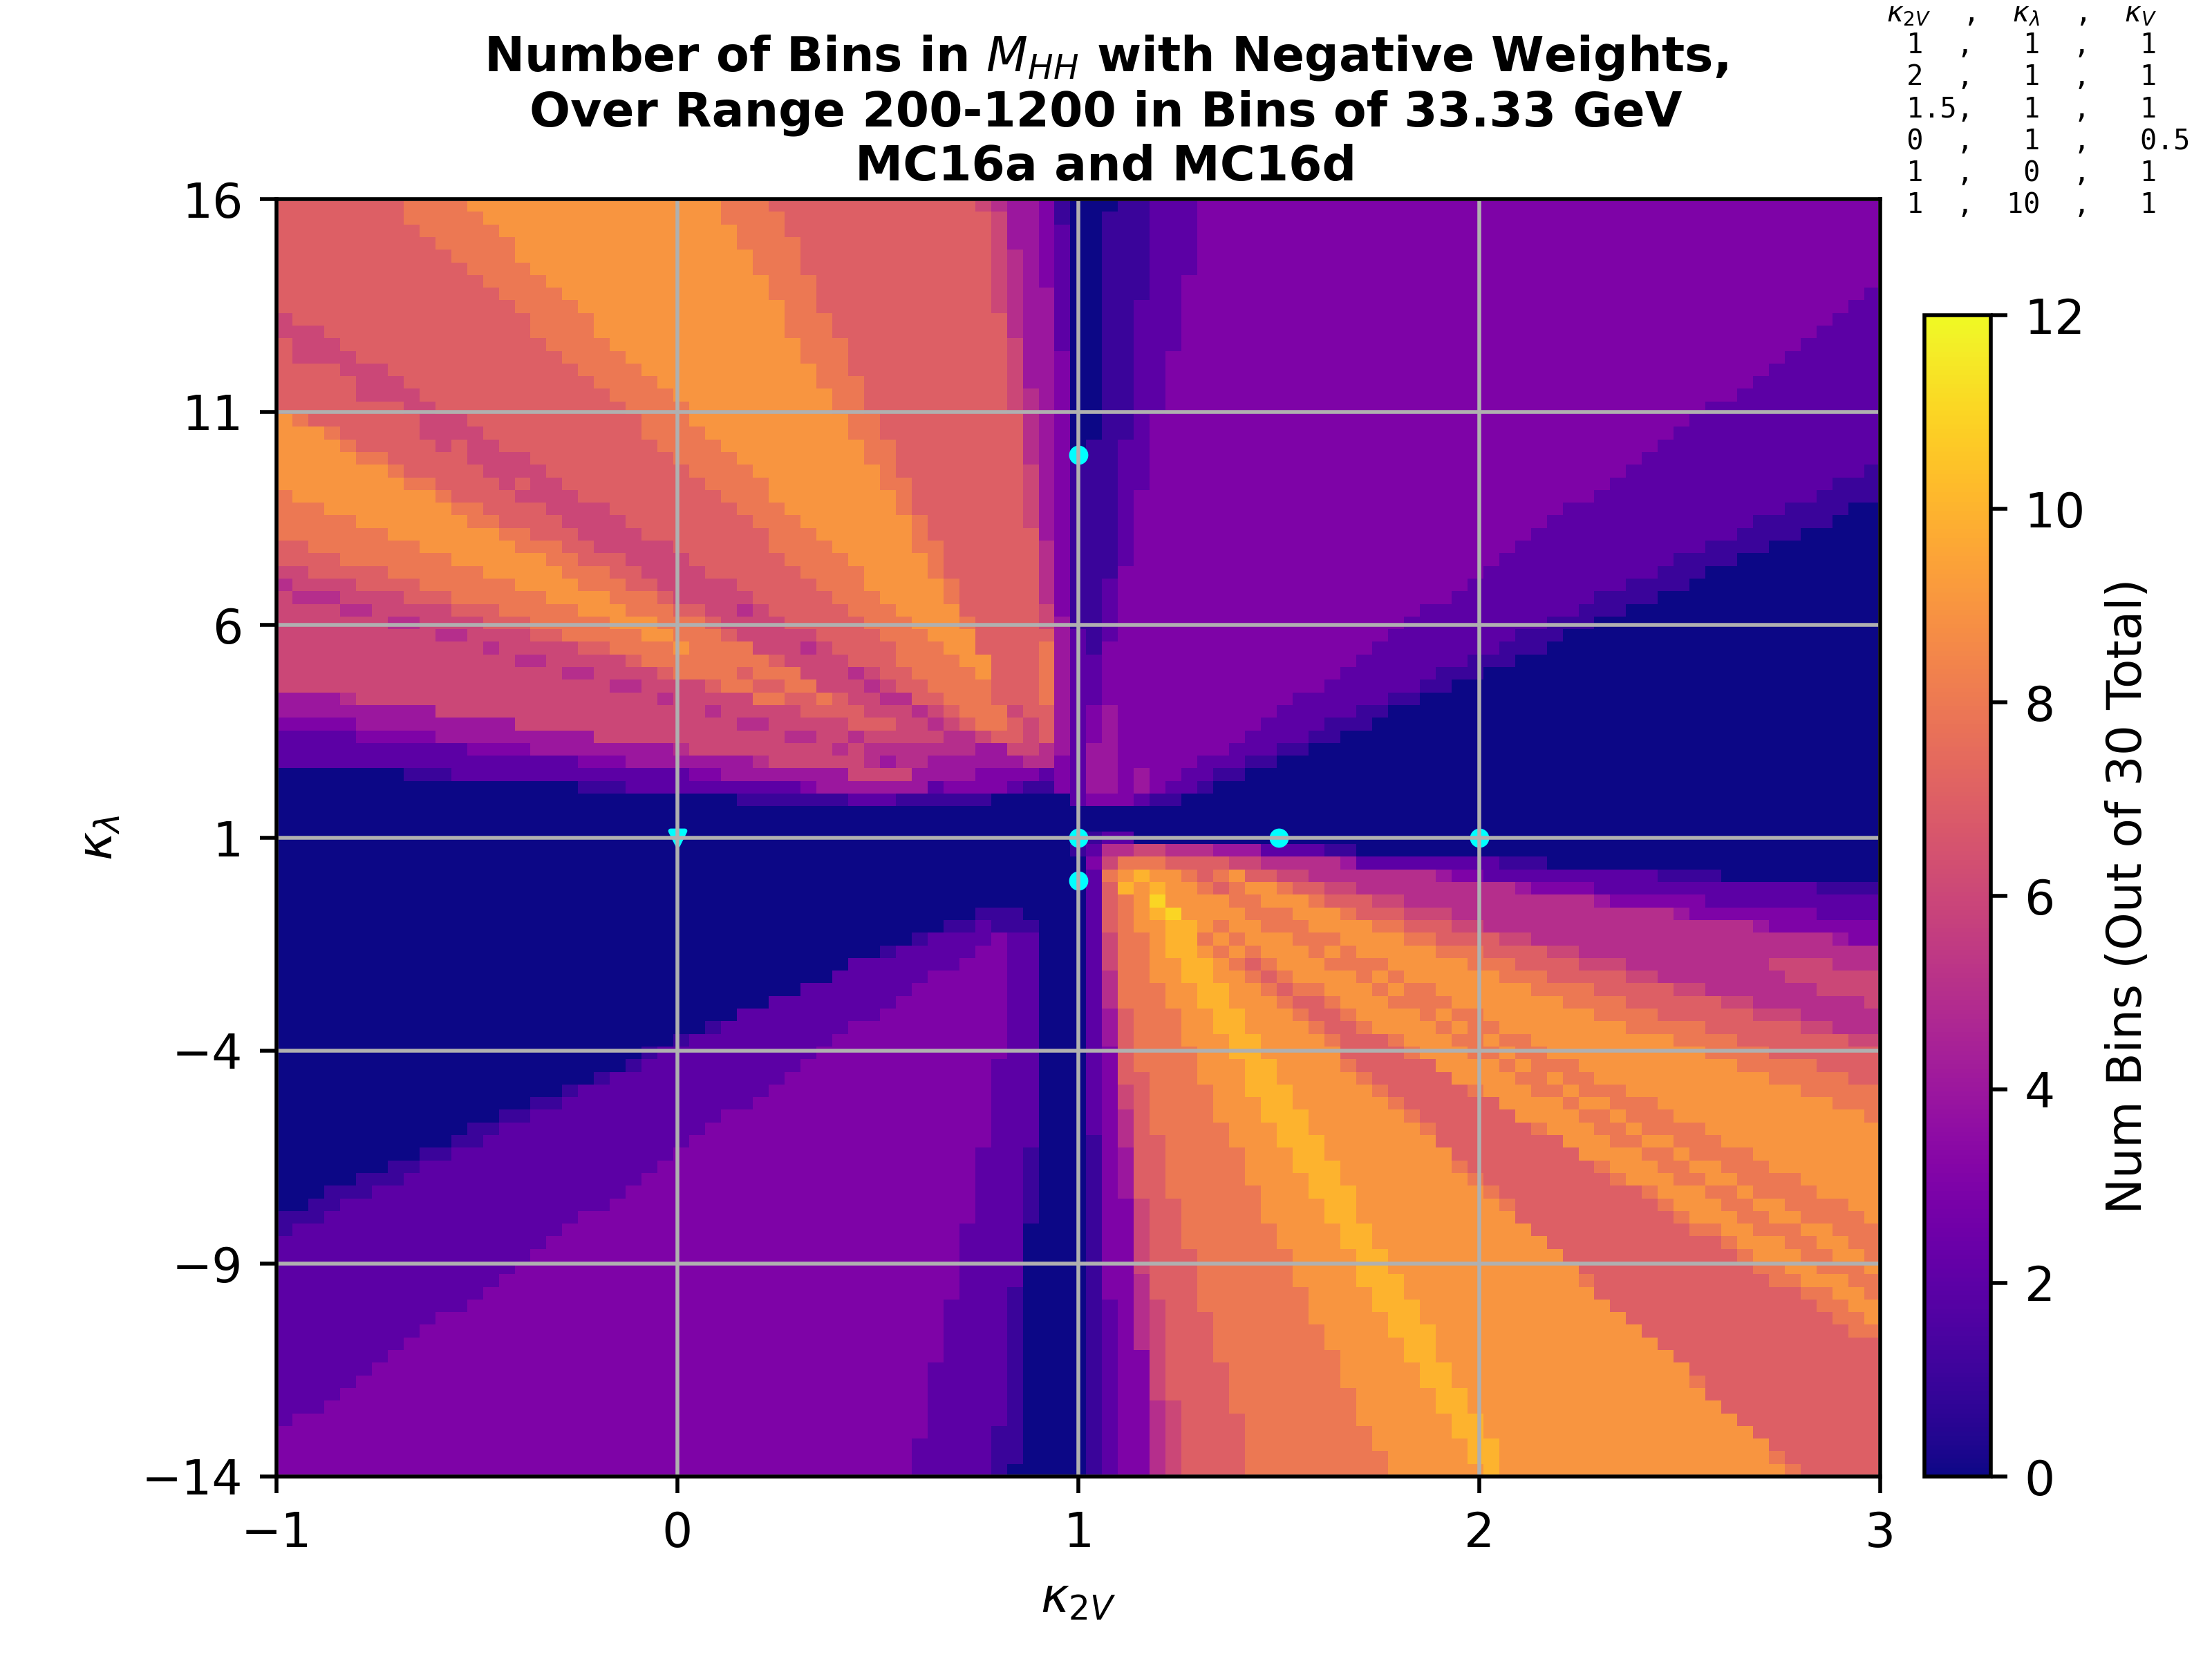 κ2V , κλ , κV
1 , 1 , 1
2 , 1 , 1
1.5, 1 , 1
0 , 1 , 0.5
1 , 0 , 1
1 , 10 , 1
Number of Bins in MHH with Negative Weights,
Over Range 200-1200 in Bins of 33.33 GeV
MC16a and MC16d
16
11
6
1
−4
−9
−14
κλ
−1 0 1 2 3
κ2V
12
10
8
6
4
2
0
Num Bins (Out of 30 Total)